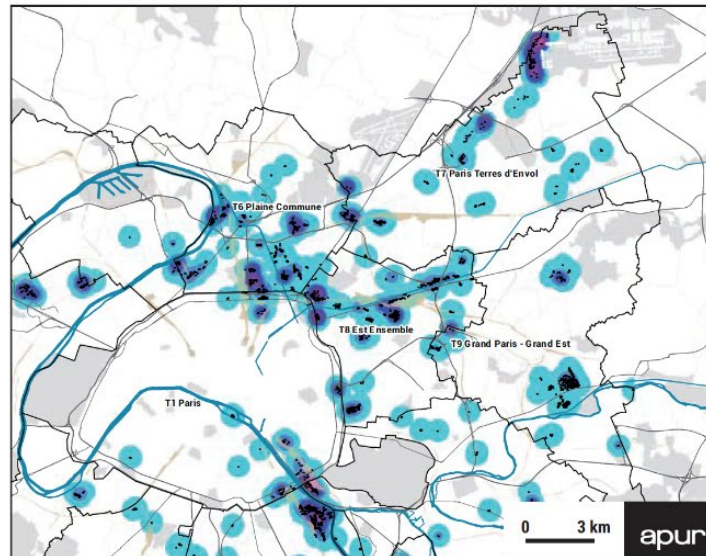 T7 Paris Terres d'Envol
T6 Plaine Commune
T8 Est Ensemble
T9 Grand Paris - Grand Est
T1 Paris
0 3 km
apur